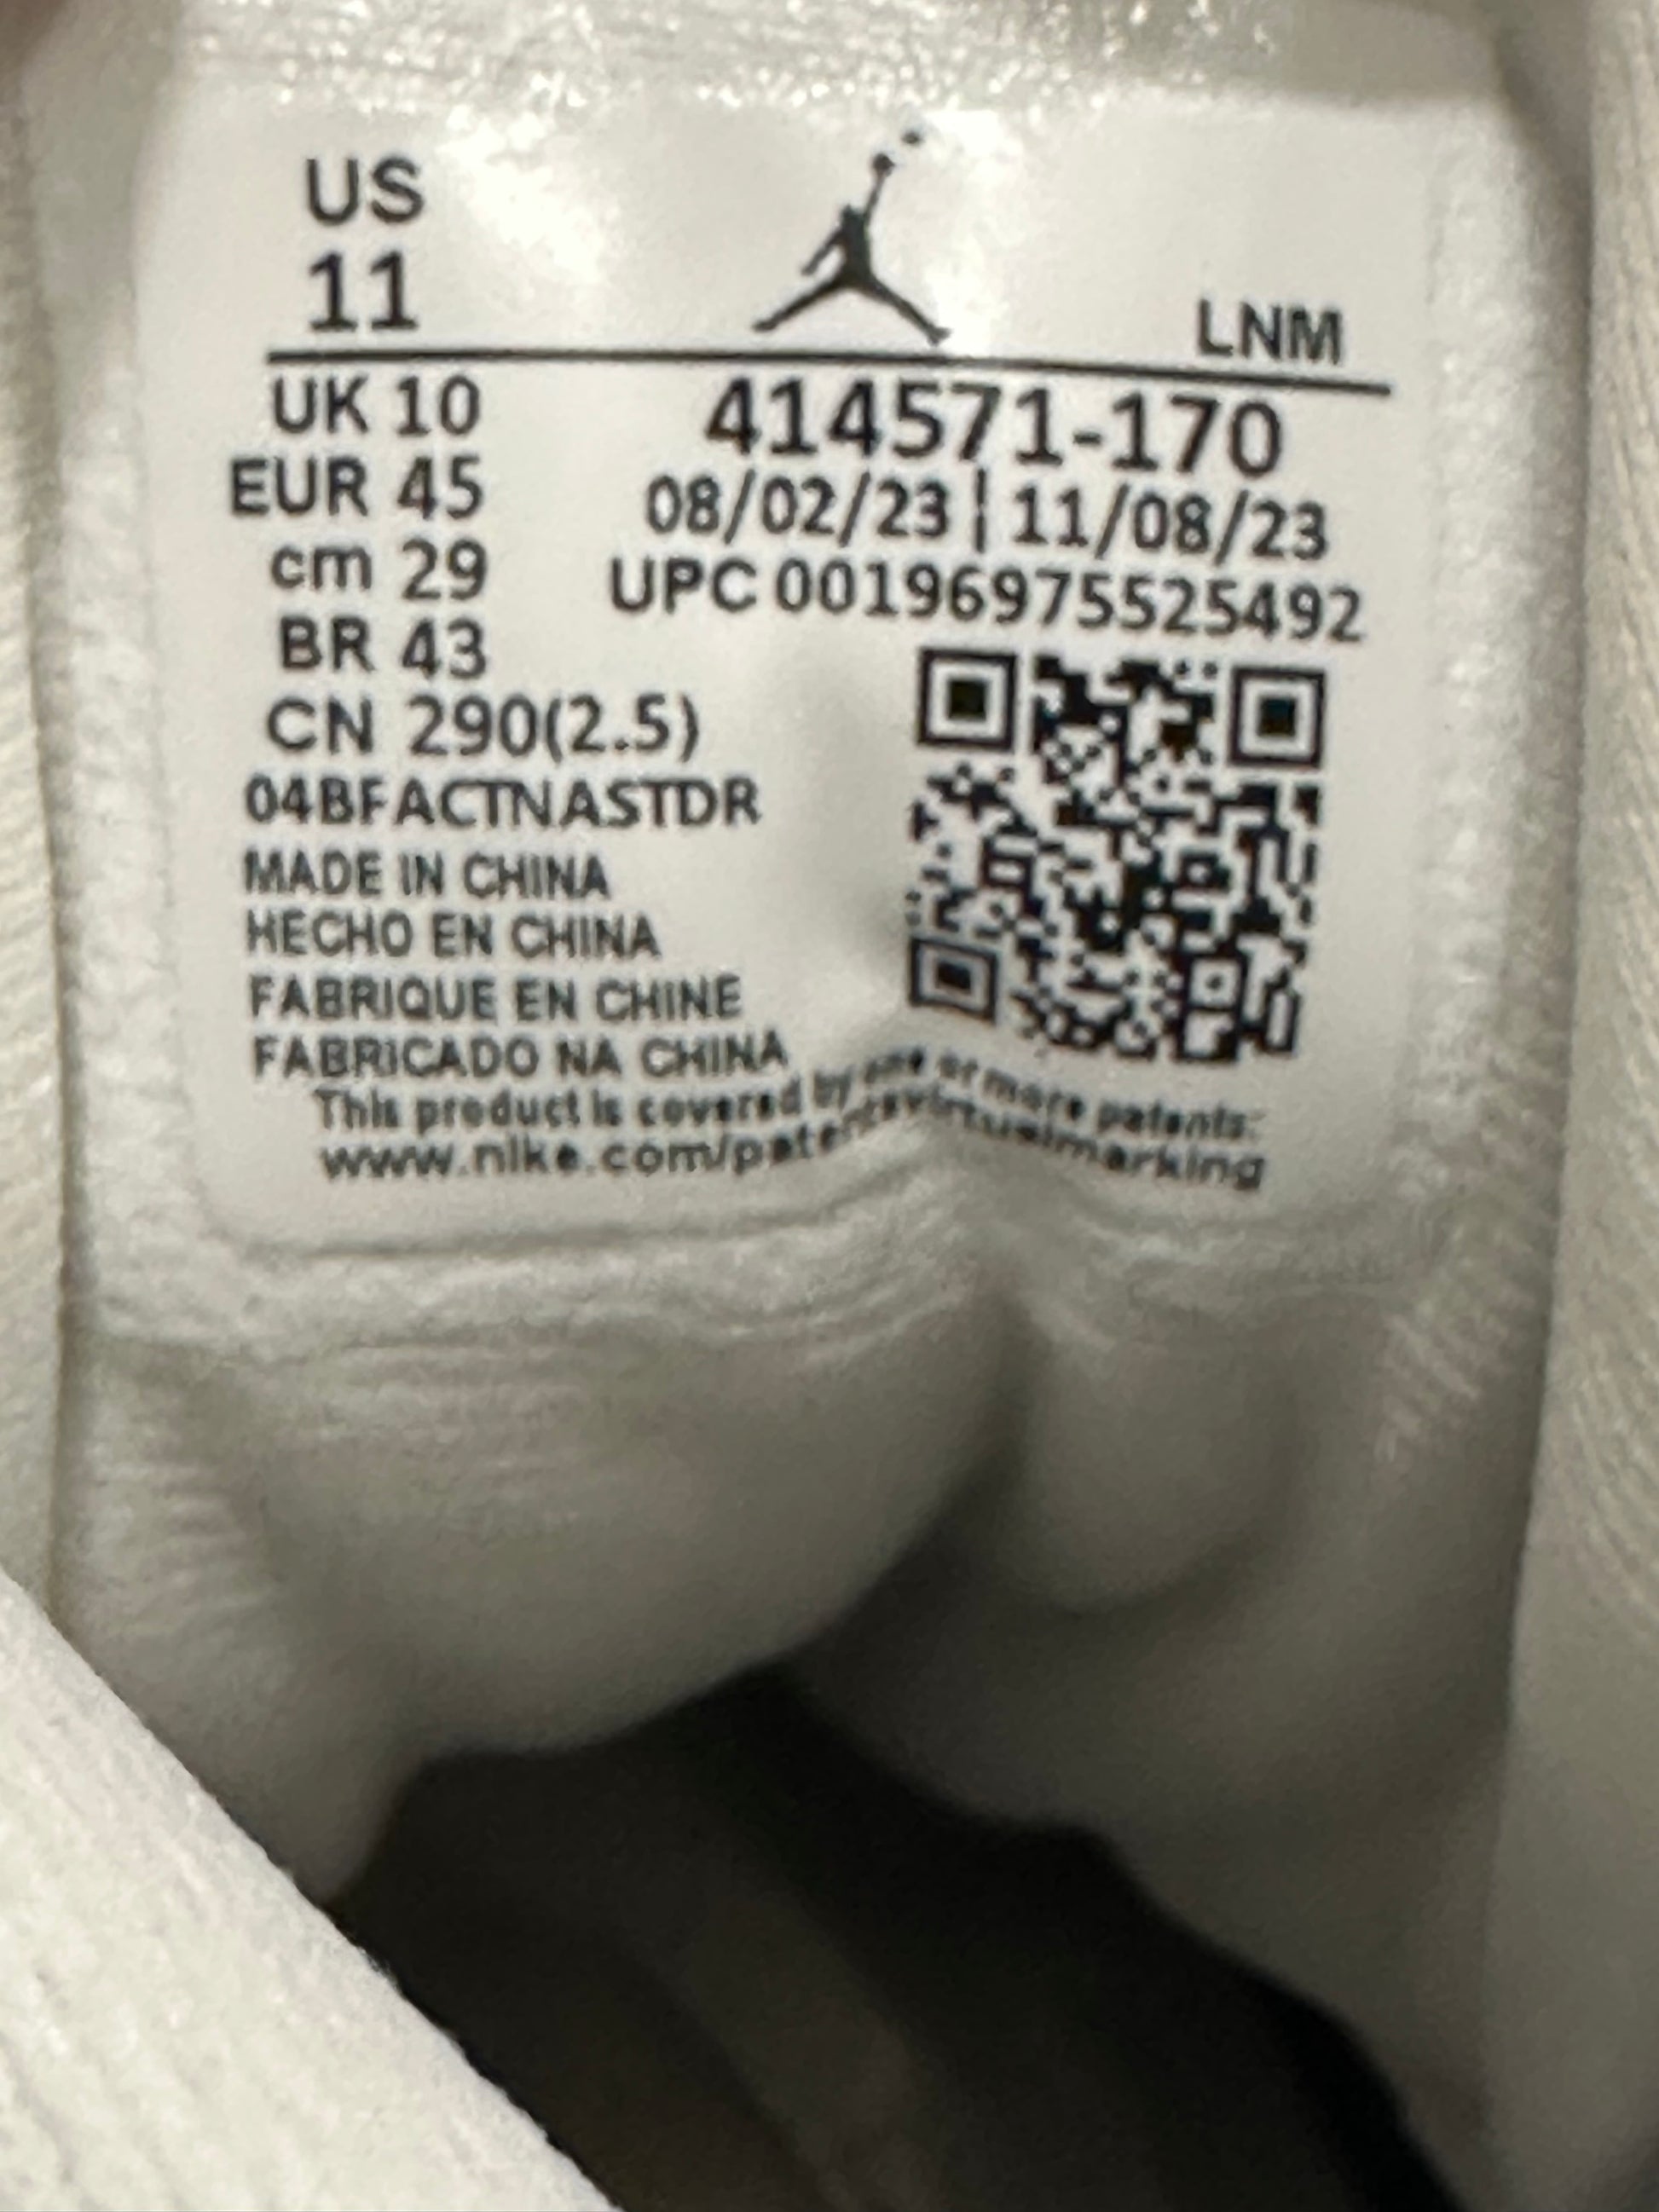 US
11
LNM
UK 10
EUR 45
cm 29
BR 43
CN 290(2.5)
414571-170
08/02/23 | 11/08/23
UPC 00196975525492
04BFACTNASTDR
MADE IN CHINA
HECHO EN CHINA
FABRIQUE EN CHINE
FABRICADO NA CHINA
This product is covered by one or more patents:
www.nike.com/patentsvirtualmarking